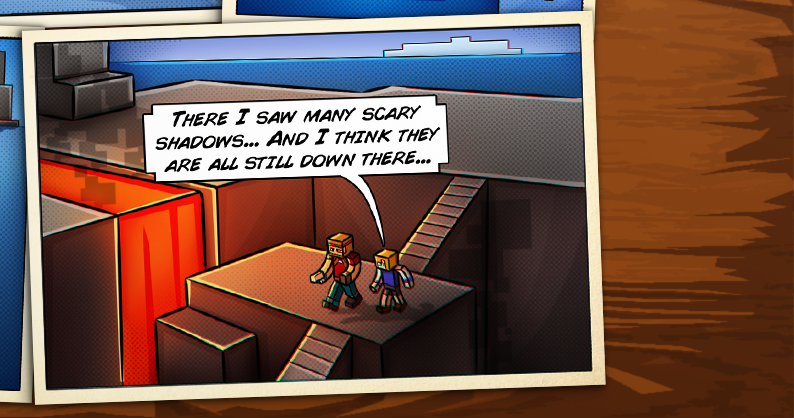 There I saw many scary
shadows... And I think they
are all still down there...